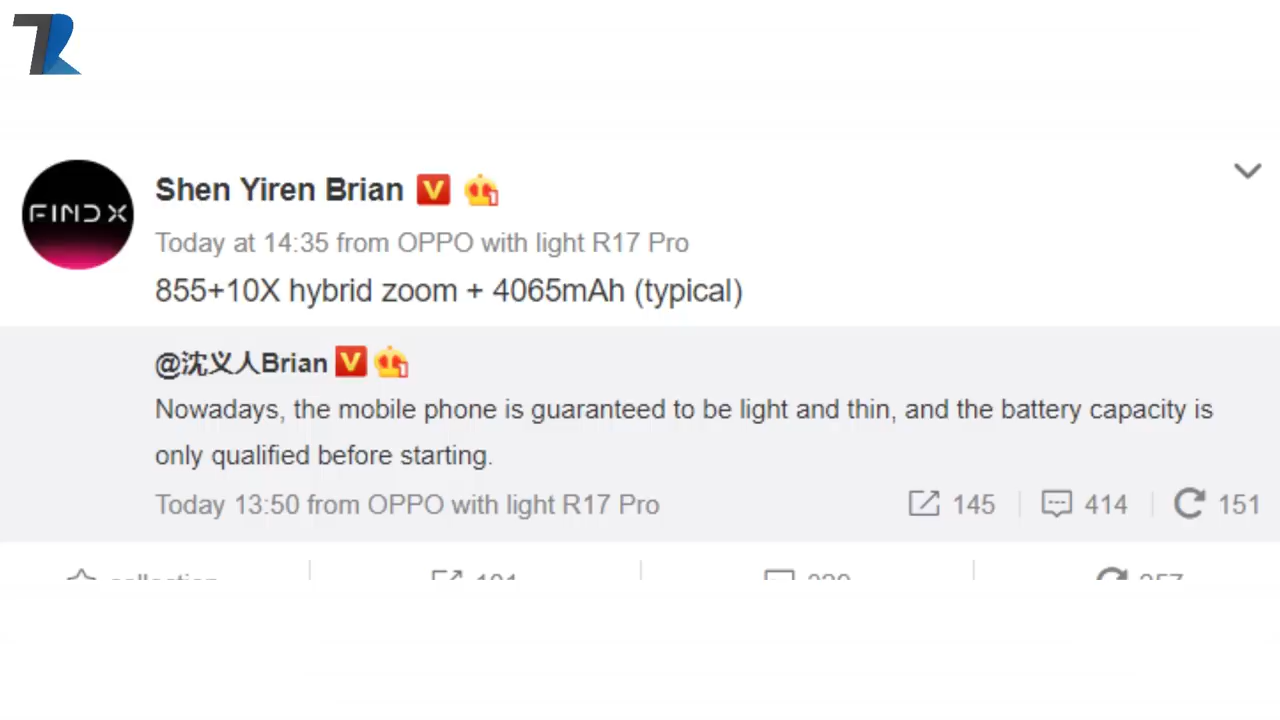 FIND X
Shen Yiren Brian
Today at 14:35 from OPPO with light R17 Pro
855+10X hybrid zoom + 4065mAh (typical)
@沈义人Brian
Nowadays, the mobile phone is guaranteed to be light and thin, and the battery capacity is
only qualified before starting.
Today 13:50 from OPPO with light R17 Pro 145 414 151